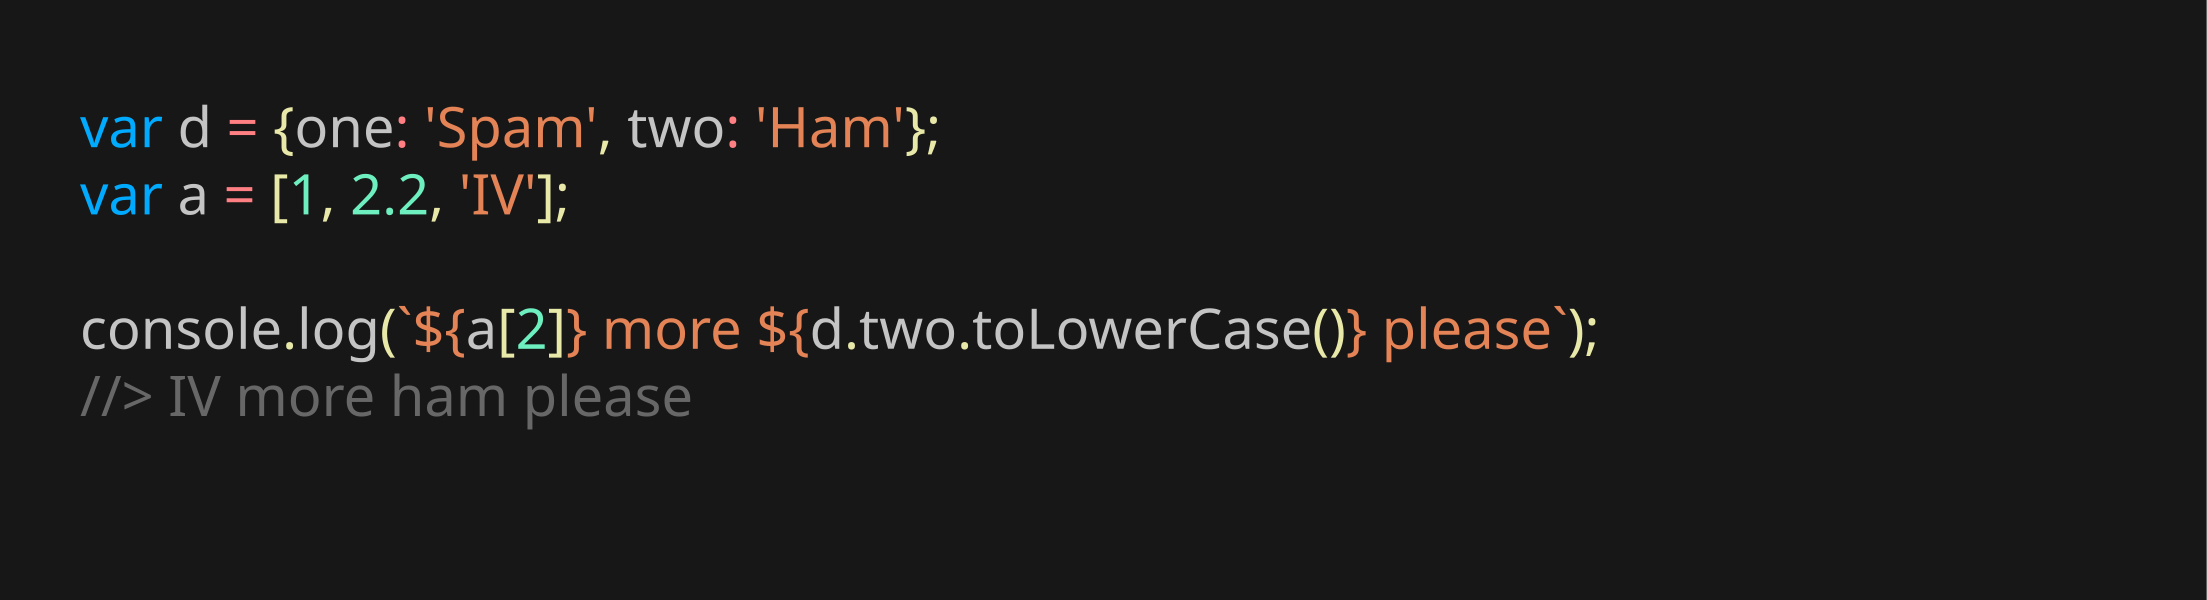 var d = {one: 'Spam', two: 'Ham'};
var a = [1, 2.2, 'IV'];
console.log(`${a[2]} more ${d.two.toLowerCase()} please`);
//> IV more ham please